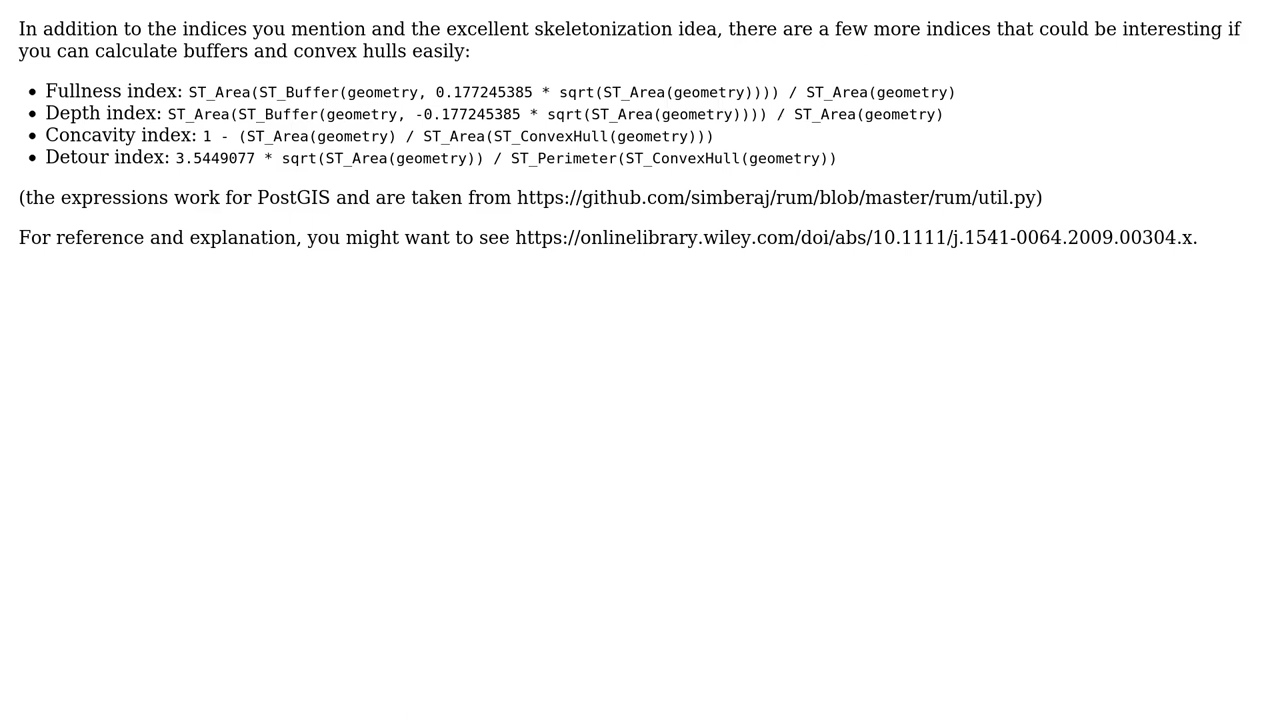 In addition to the indices you mention and the excellent skeletonization idea, there are a few more indices that could be interesting if
you can calculate buffers and convex hulls easily:
• Fullness index: ST_Area(ST_Buffer(geometry, 0.177245385 * sqrt(ST_Area(geometry)))) / ST_Area(geometry)
• Depth index: ST_Area(ST_Buffer(geometry, -0.177245385 * sqrt(ST_Area(geometry)))) / ST_Area(geometry)
• Concavity index: 1 - (ST_Area(geometry) / ST_Area(ST_ConvexHull(geometry)))
• Detour index: 3.5449077 * sqrt(ST_Area(geometry)) / ST_Perimeter(ST_ConvexHull(geometry))
(the expressions work for PostGIS and are taken from https://github.com/simberaj/rum/blob/master/rum/util.py)
For reference and explanation, you might want to see https://onlinelibrary.wiley.com/doi/abs/10.1111/j.1541-0064.2009.00304.x.